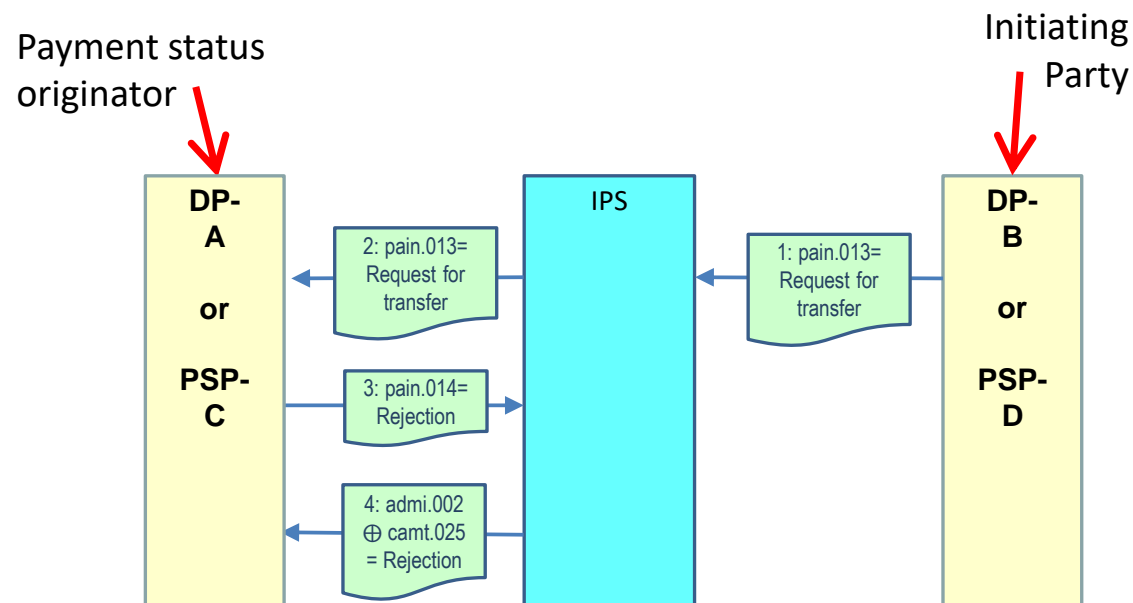 Payment status
originator
Initiating
Party
DP-
A
or
PSP-
C
IPS
DP-
B
or
PSP-
D
2: pain.013=
Request for
transfer
1: pain.013=
Request for
transfer
3: pain.014=
Rejection
4: admi.002
⊕ camt.025
= Rejection